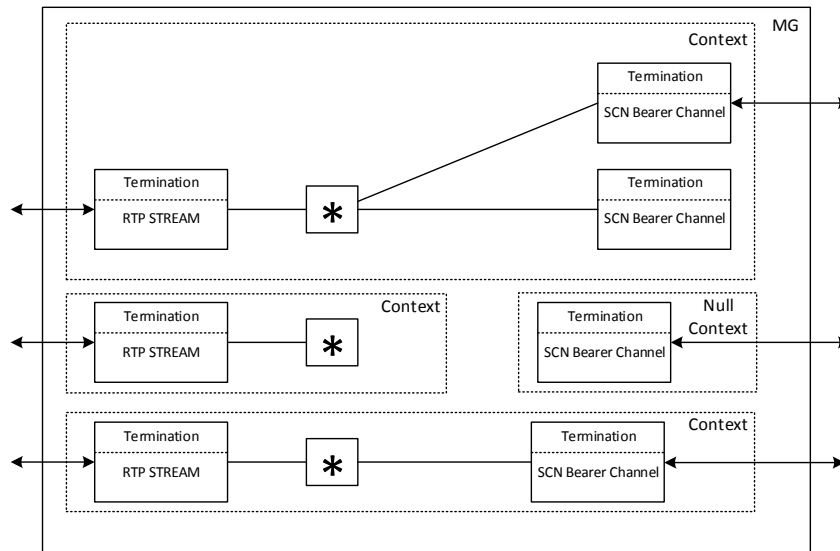 MG
Context
Termination
SCN Bearer Channel
Termination
RTP STREAM
*
Termination
SCN Bearer Channel
Context
Termination
RTP STREAM
*
Null
Context
Termination
SCN Bearer Channel
Context
Termination
RTP STREAM
*
Termination
SCN Bearer Channel